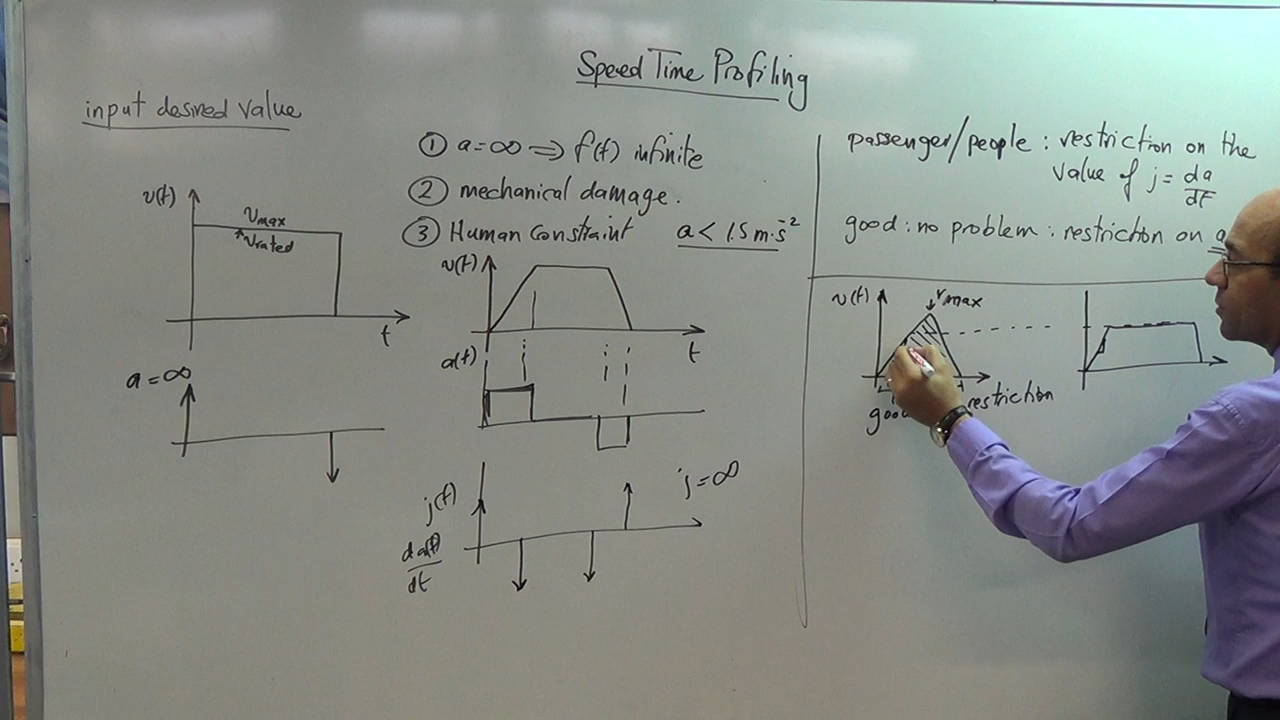 Speed Time Profiling
input desired value
v(t)
vmax
vrated
t
a = ∞
① a = ∞ ⇒ f(t) infinite
② mechanical damage.
③ Human Constraint a < 1.5 m·s⁻²
v(t)
t
a(t)
j(t)
da(t)/dt
j = ∞
passenger/people : restriction on the
value of j = da/dt
good : no problem : restriction on a
v(t)
vmax
good restriction